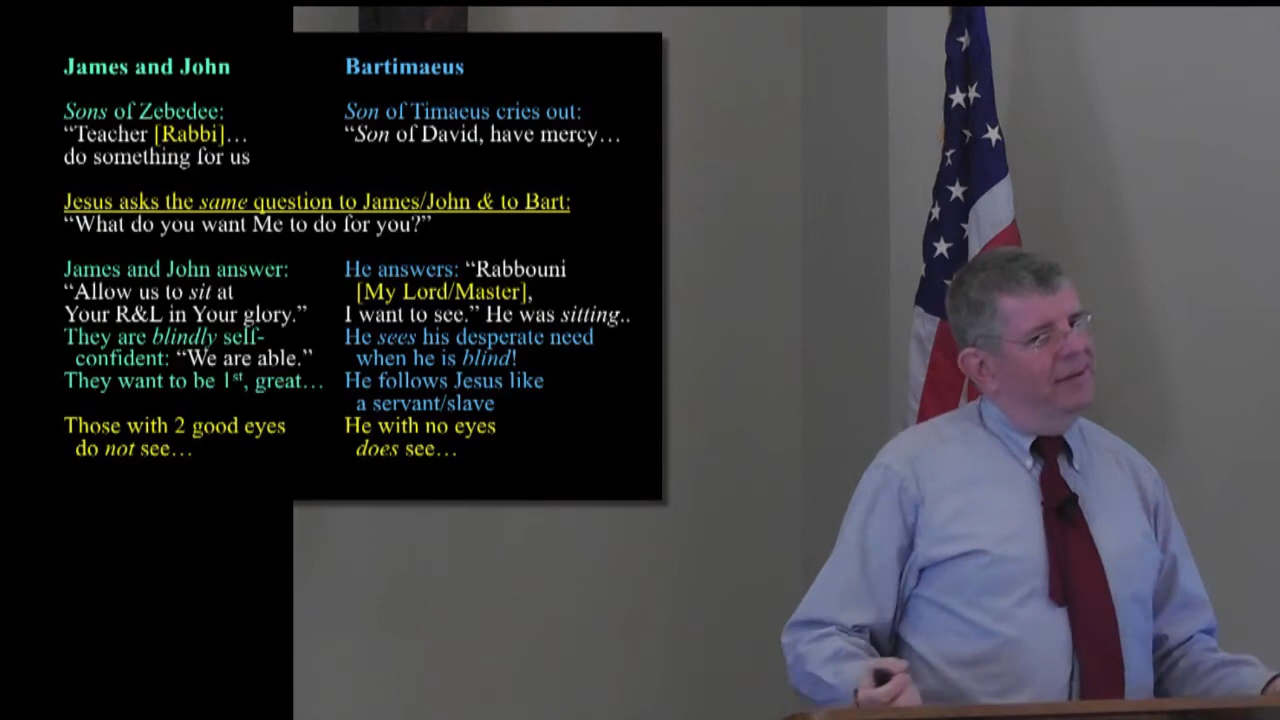 James and John
Bartimaeus
Sons of Zebedee:
“Teacher [Rabbi]…
do something for us
Son of Timaeus cries out:
“Son of David, have mercy…
Jesus asks the same question to James/John & to Bart:
“What do you want Me to do for you?”
James and John answer:
“Allow us to sit at
Your R&L in Your glory.”
They are blindly self-
confident: “We are able.”
They want to be 1st, great…
He answers: “Rabbouni
[My Lord/Master],
I want to see.” He was sitting..
He sees his desperate need
when he is blind!
He follows Jesus like
a servant/slave
Those with 2 good eyes
do not see…
He with no eyes
does see…